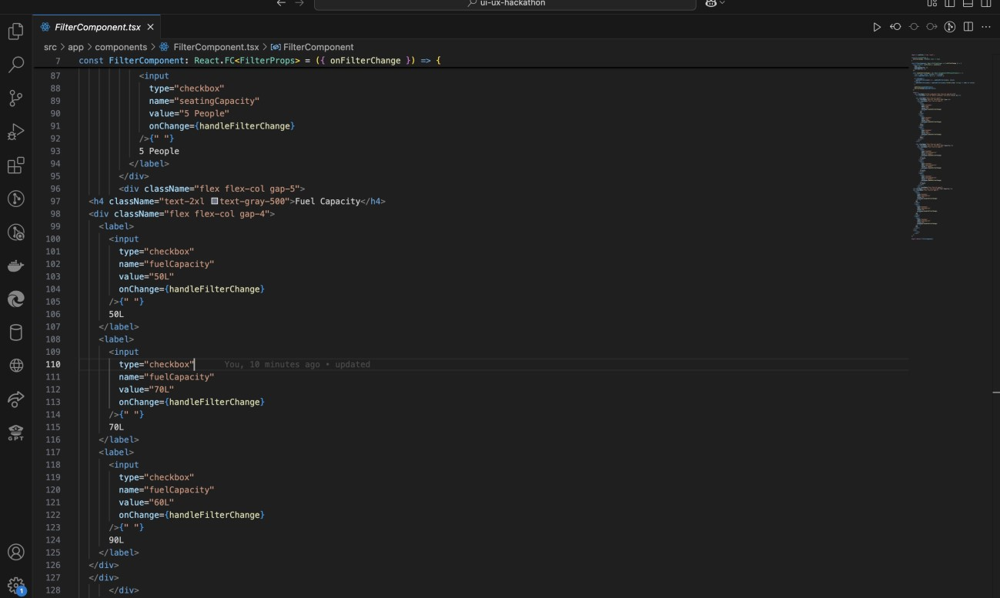 ui-ux-hackathon
FilterComponent.tsx
src > app > components > FilterComponent.tsx > FilterComponent
7 const FilterComponent: React.FC<FilterProps> = ({ onFilterChange }) => {
87 <input
88 type="checkbox"
89 name="seatingCapacity"
90 value="5 People"
91 onChange={handleFilterChange}
92 />{" "}
93 5 People
94 </label>
95 </div>
96 <div className="flex flex-col gap-5">
97 <h4 className="text-2xl text-gray-500">Fuel Capacity</h4>
98 <div className="flex flex-col gap-4">
99 <label>
100 <input
101 type="checkbox"
102 name="fuelCapacity"
103 value="50L"
104 onChange={handleFilterChange}
105 />{" "}
106 50L
107 </label>
108 <label>
109 <input
110 type="checkbox" You, 10 minutes ago • updated
111 name="fuelCapacity"
112 value="70L"
113 onChange={handleFilterChange}
114 />{" "}
115 70L
116 </label>
117 <label>
118 <input
119 type="checkbox"
120 name="fuelCapacity"
121 value="60L"
122 onChange={handleFilterChange}
123 />{" "}
124 90L
125 </label>
126 </div>
127 </div>
128 </div>
GPT
1